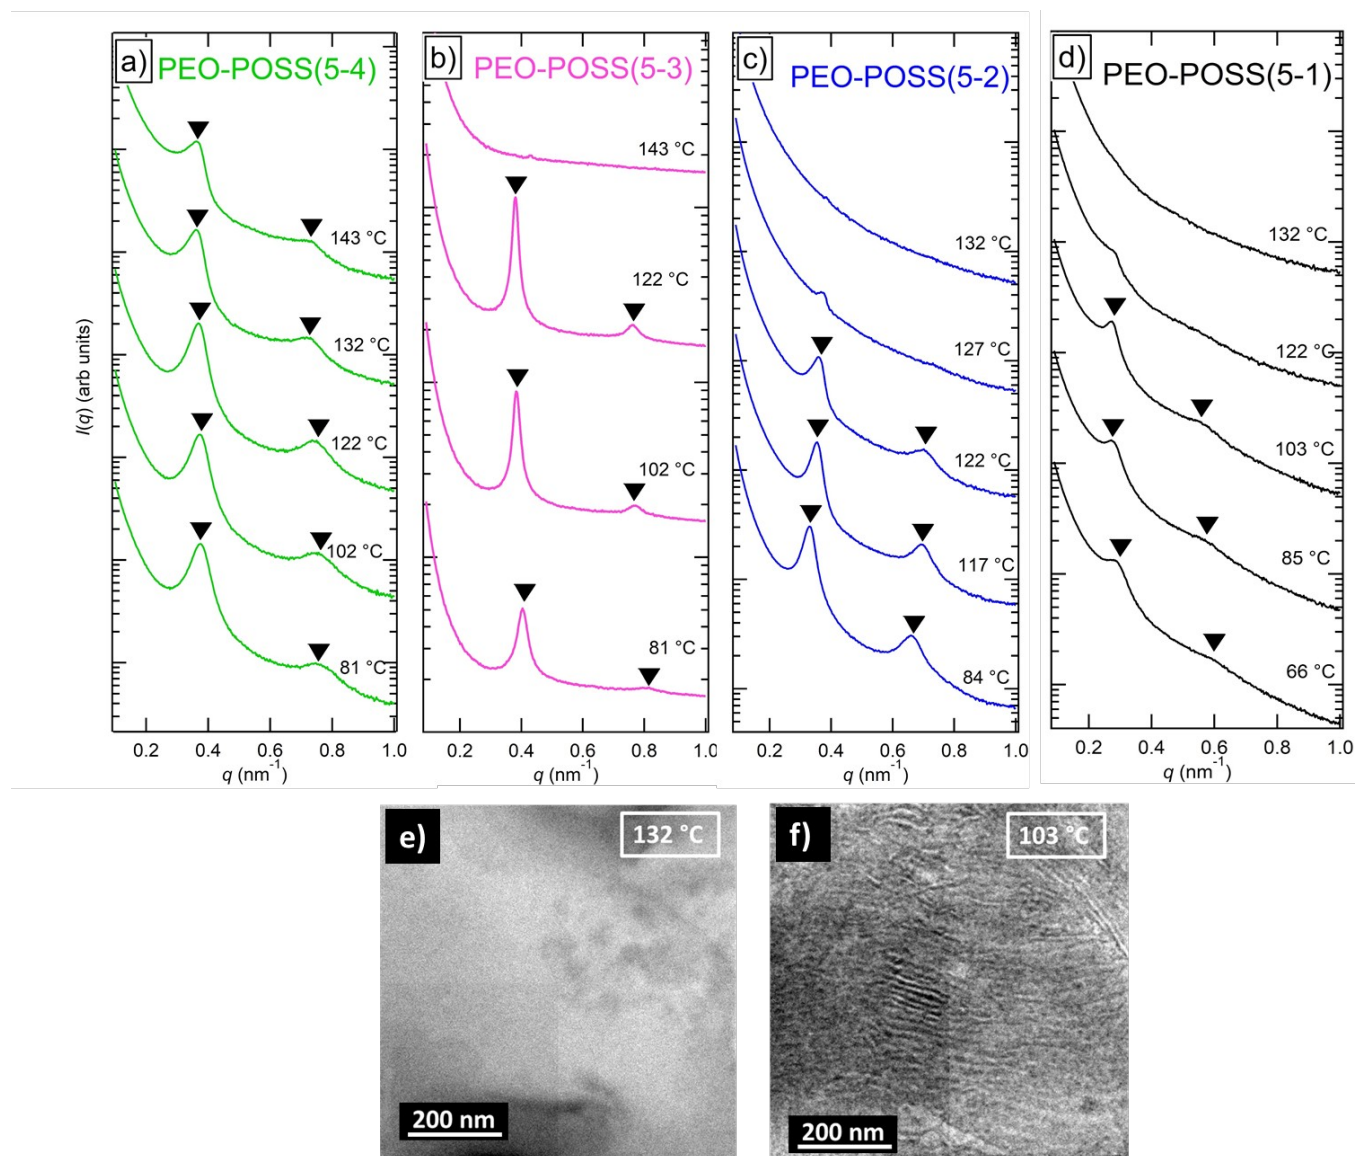 a) PEO-POSS(5-4)
143 °C
132 °C
122 °C
102 °C
81 °C
I(q) (arb units)
0.2 0.4 0.6 0.8 1.0
q (nm⁻¹)
b) PEO-POSS(5-3)
143 °C
122 °C
102 °C
81 °C
0.2 0.4 0.6 0.8 1.0
q (nm⁻¹)
c) PEO-POSS(5-2)
132 °C
127 °C
122 °C
117 °C
84 °C
0.2 0.4 0.6 0.8 1.0
q (nm⁻¹)
d) PEO-POSS(5-1)
132 °C
122 °C
103 °C
85 °C
66 °C
0.2 0.4 0.6 0.8 1.0
q (nm⁻¹)
e) 132 °C
200 nm
f) 103 °C
200 nm